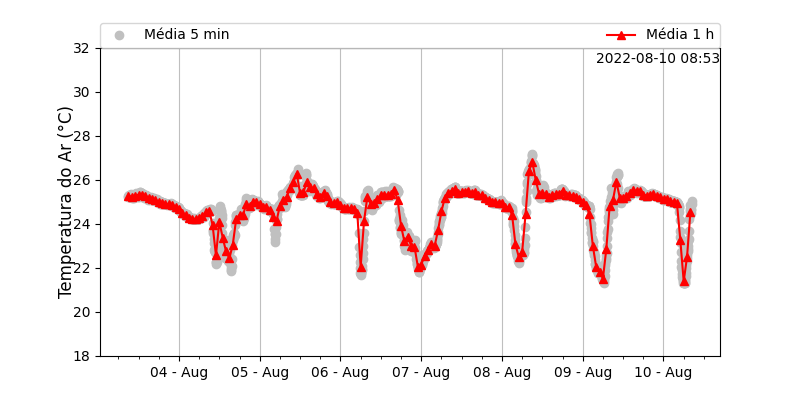 Média 5 min
Média 1 h
2022-08-10 08:53
Temperatura do Ar (°C)
32
30
28
26
24
22
20
18
04 - Aug
05 - Aug
06 - Aug
07 - Aug
08 - Aug
09 - Aug
10 - Aug